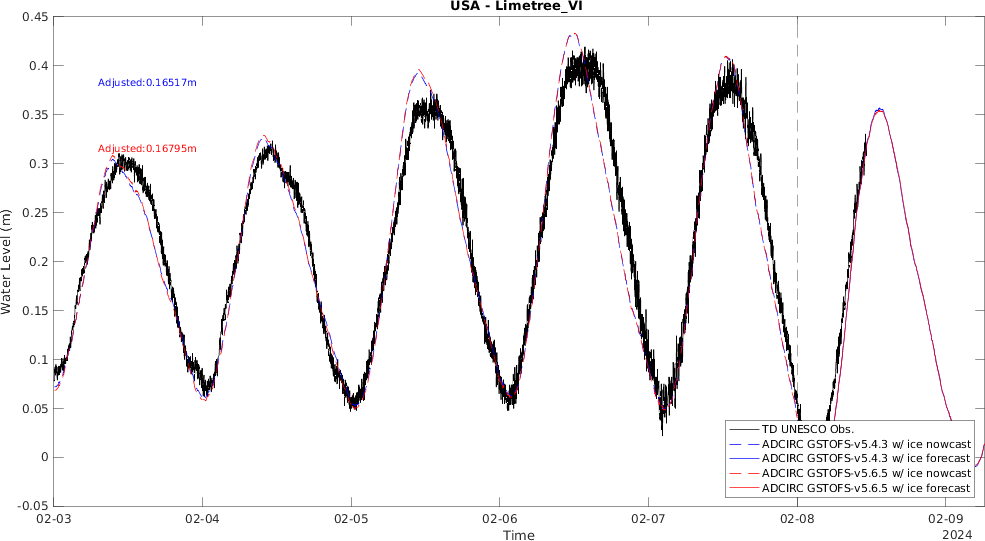 USA - Limetree_VI
0.45
0.4
Adjusted:0.16517m
0.35
Adjusted:0.16795m
0.3
0.25
0.2
0.15
0.1
0.05
0
-0.05
Water Level (m)
TD UNESCO Obs.
ADCIRC GSTOFS-v5.4.3 w/ ice nowcast
ADCIRC GSTOFS-v5.4.3 w/ ice forecast
ADCIRC GSTOFS-v5.6.5 w/ ice nowcast
ADCIRC GSTOFS-v5.6.5 w/ ice forecast
02-03 02-04 02-05 02-06 02-07 02-08 02-09
Time 2024